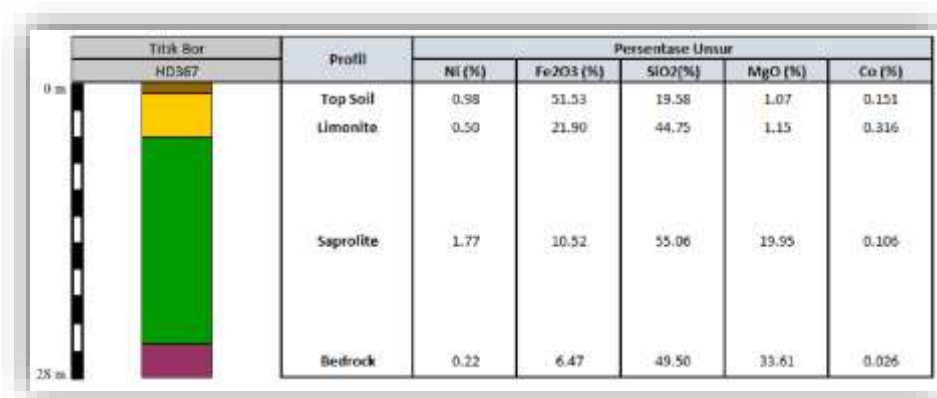 Titik Bor Profil Persentase Unsur
HD367 Ni (%) Fe2O3 (%) SiO2(%) MgO (%) Co (%)
0 m
Top Soil 0.98 51.53 19.58 1.07 0.151
Limonite 0.50 21.90 44.75 1.15 0.316
Saprolite 1.77 10.52 55.06 19.95 0.106
Bedrock 0.22 6.47 49.50 33.61 0.026
28 m